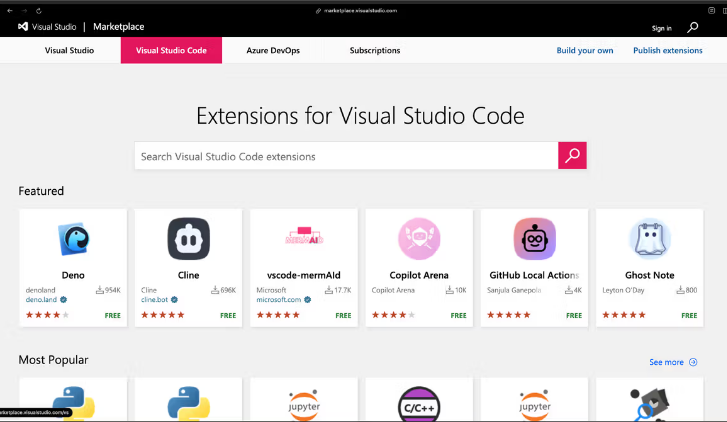 marketplace.visualstudio.com
Visual Studio | Marketplace
Sign in
Visual Studio
Visual Studio Code
Azure DevOps
Subscriptions
Build your own
Publish extensions
Extensions for Visual Studio Code
Search Visual Studio Code extensions
Featured
Deno
denoland 954K
deno.land
FREE
Cline
Cline 696K
cline.bot
FREE
MERMAID
vscode-mermAId
Microsoft 17.7K
microsoft.com
FREE
Copilot Arena
Copilot Arena 10K
FREE
GitHub Local Actions
Sanjula Ganepola 4K
FREE
Ghost Note
Leyton O'Day 800
FREE
Most Popular
See more
jupyter
C/C++
jupyter
arketplace.visualstudio.com/vs